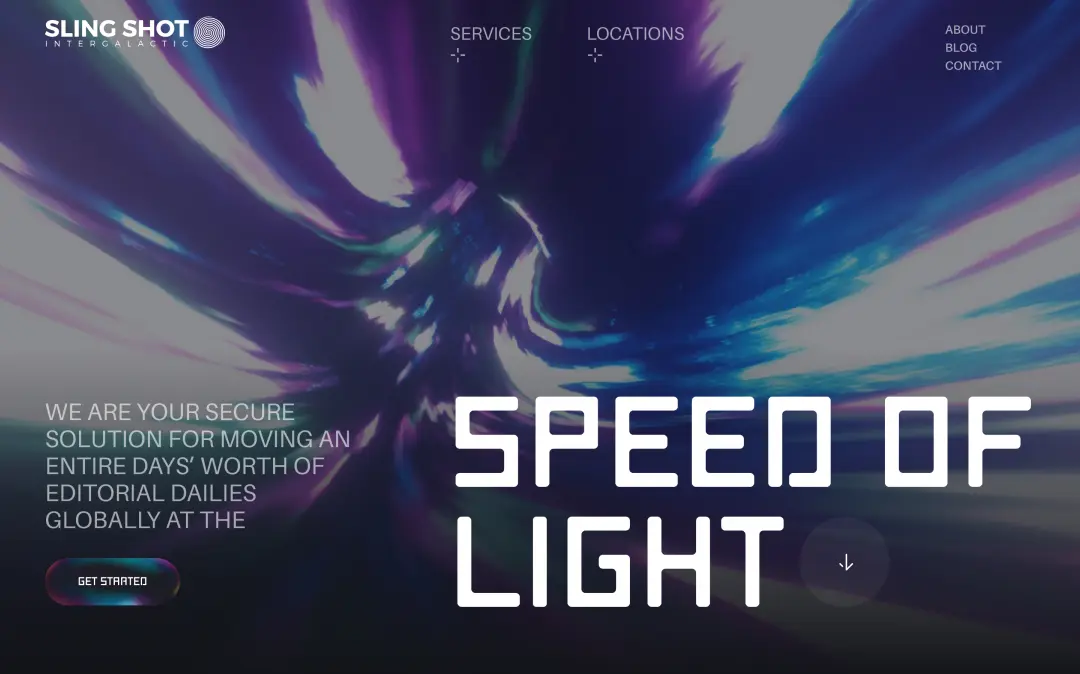 SLING SHOT
INTERGALACTIC
SERVICES
LOCATIONS
ABOUT
BLOG
CONTACT
WE ARE YOUR SECURE
SOLUTION FOR MOVING AN
ENTIRE DAYS’ WORTH OF
EDITORIAL DAILIES
GLOBALLY AT THE
GET STARTED
SPEED OF
LIGHT